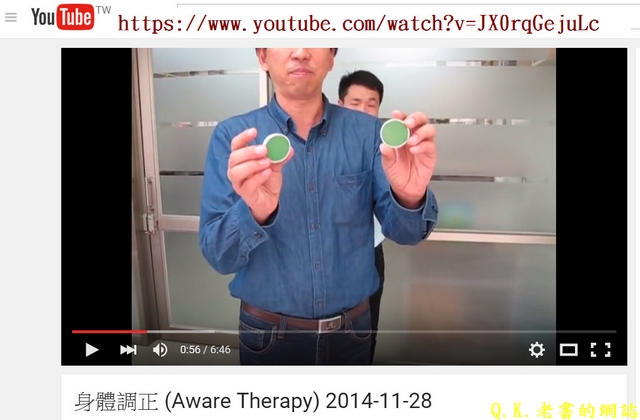 YouTube TW https://www.youtube.com/watch?v=JX0rqGejuLc
0:56 / 6:46
身體調正 (Aware Therapy) 2014-11-28
Q.K.老書的網誌